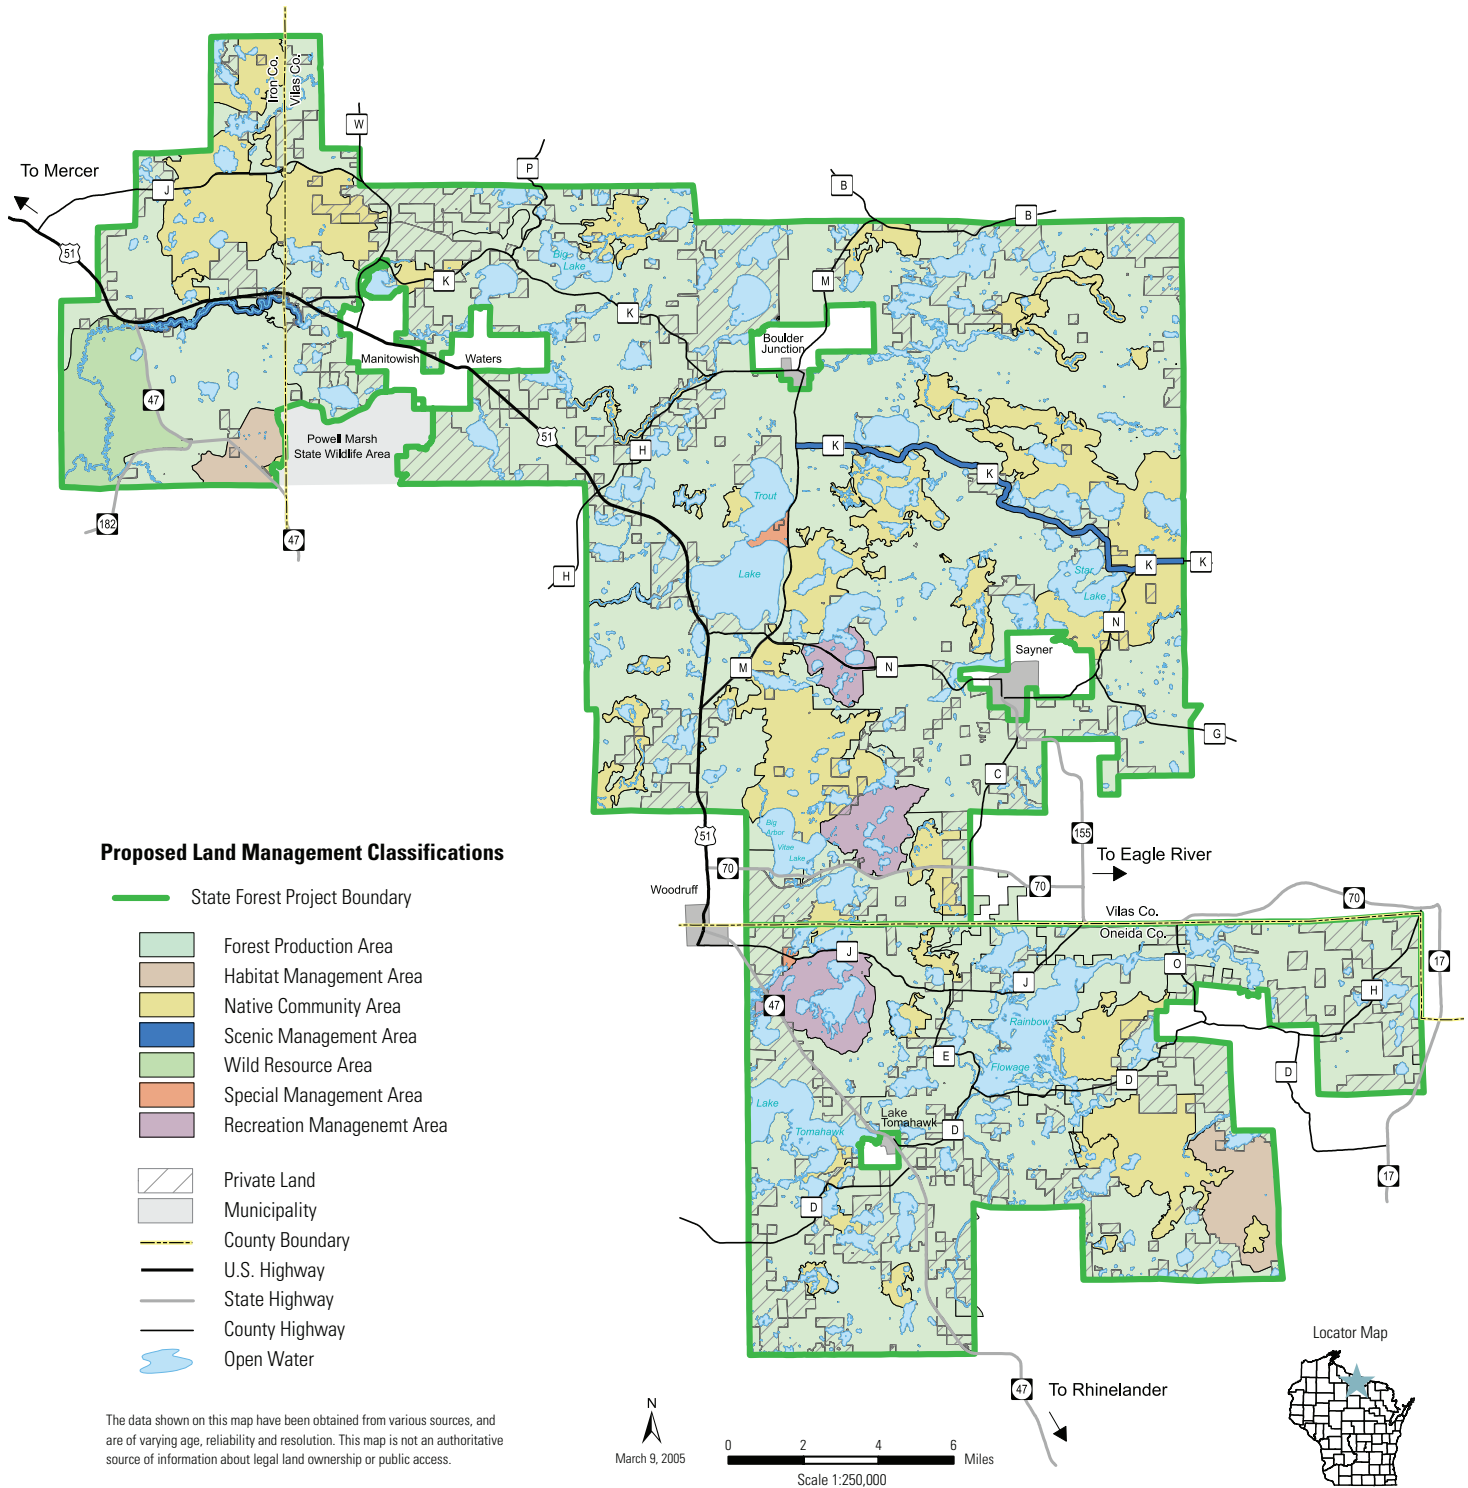 Iron Co.
Vilas Co.
W
To Mercer
J
P
B
B
51
Big
Lake
K
M
K
Boulder
Junction
Manitowish
Waters
47
51
K
Powell Marsh
State Wildlife Area
H
K
Trout
182
47
Lake
H
K
K
Star
Lake
N
Sayner
M
N
G
C
Big
Arbor
Vitae
Lake
51
155
70
To Eagle River
70
70
Woodruff
Vilas Co.
Oneida Co.
J
O
17
J
H
47
Rainbow
Flowage
E
D
D
Lake
Tomahawk
Lake
Tomahawk
D
17
D
Proposed Land Management Classifications
State Forest Project Boundary
Forest Production Area
Habitat Management Area
Native Community Area
Scenic Management Area
Wild Resource Area
Special Management Area
Recreation Managenemt Area
Private Land
Municipality
County Boundary
U.S. Highway
State Highway
County Highway
Open Water
The data shown on this map have been obtained from various sources, and
are of varying age, reliability and resolution. This map is not an authoritative
source of information about legal land ownership or public access.
N
March 9, 2005
0 2 4 6
Miles
Scale 1:250,000
47
To Rhinelander
Locator Map